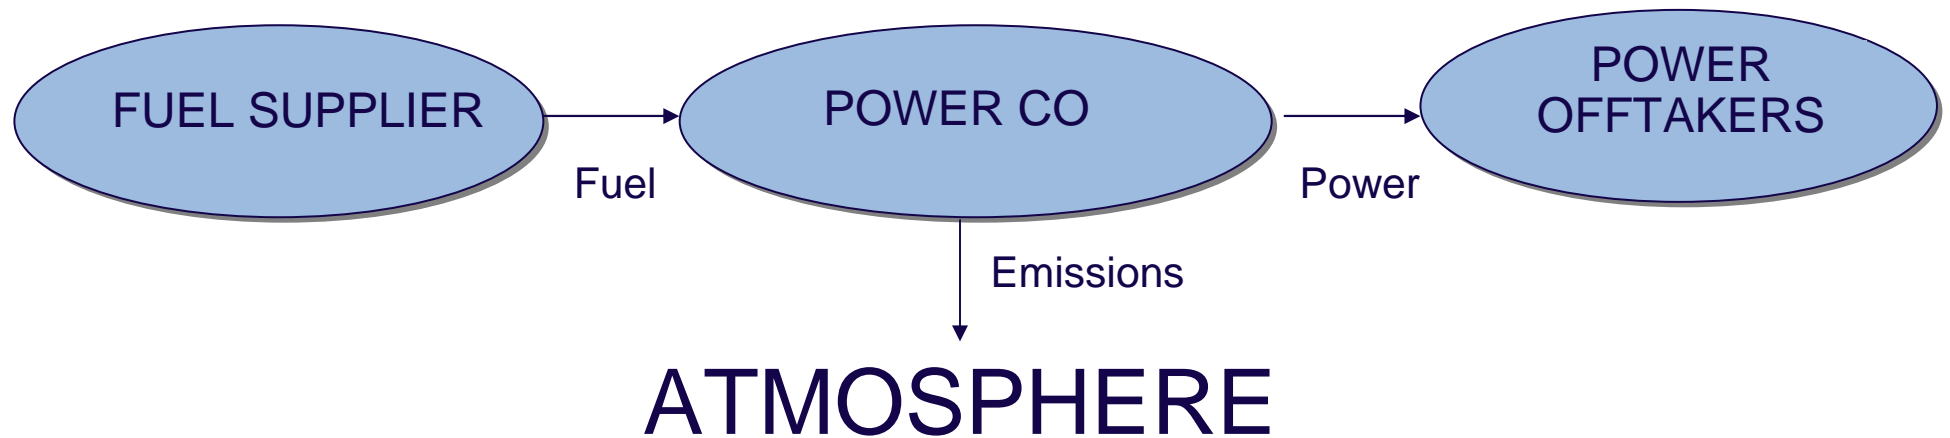 FUEL SUPPLIER
POWER CO
POWER
OFFTAKERS
Fuel
Power
Emissions
ATMOSPHERE